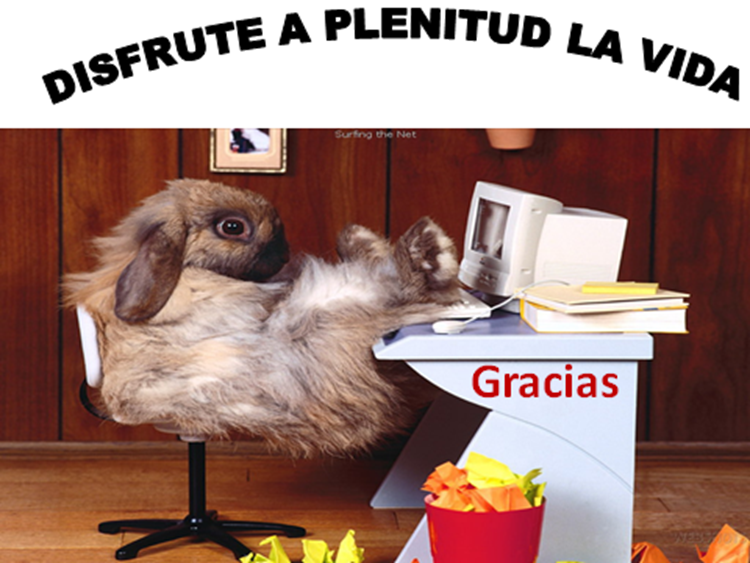 DISFRUTE A PLENITUD LA VIDA
Surfing the Net
Gracias